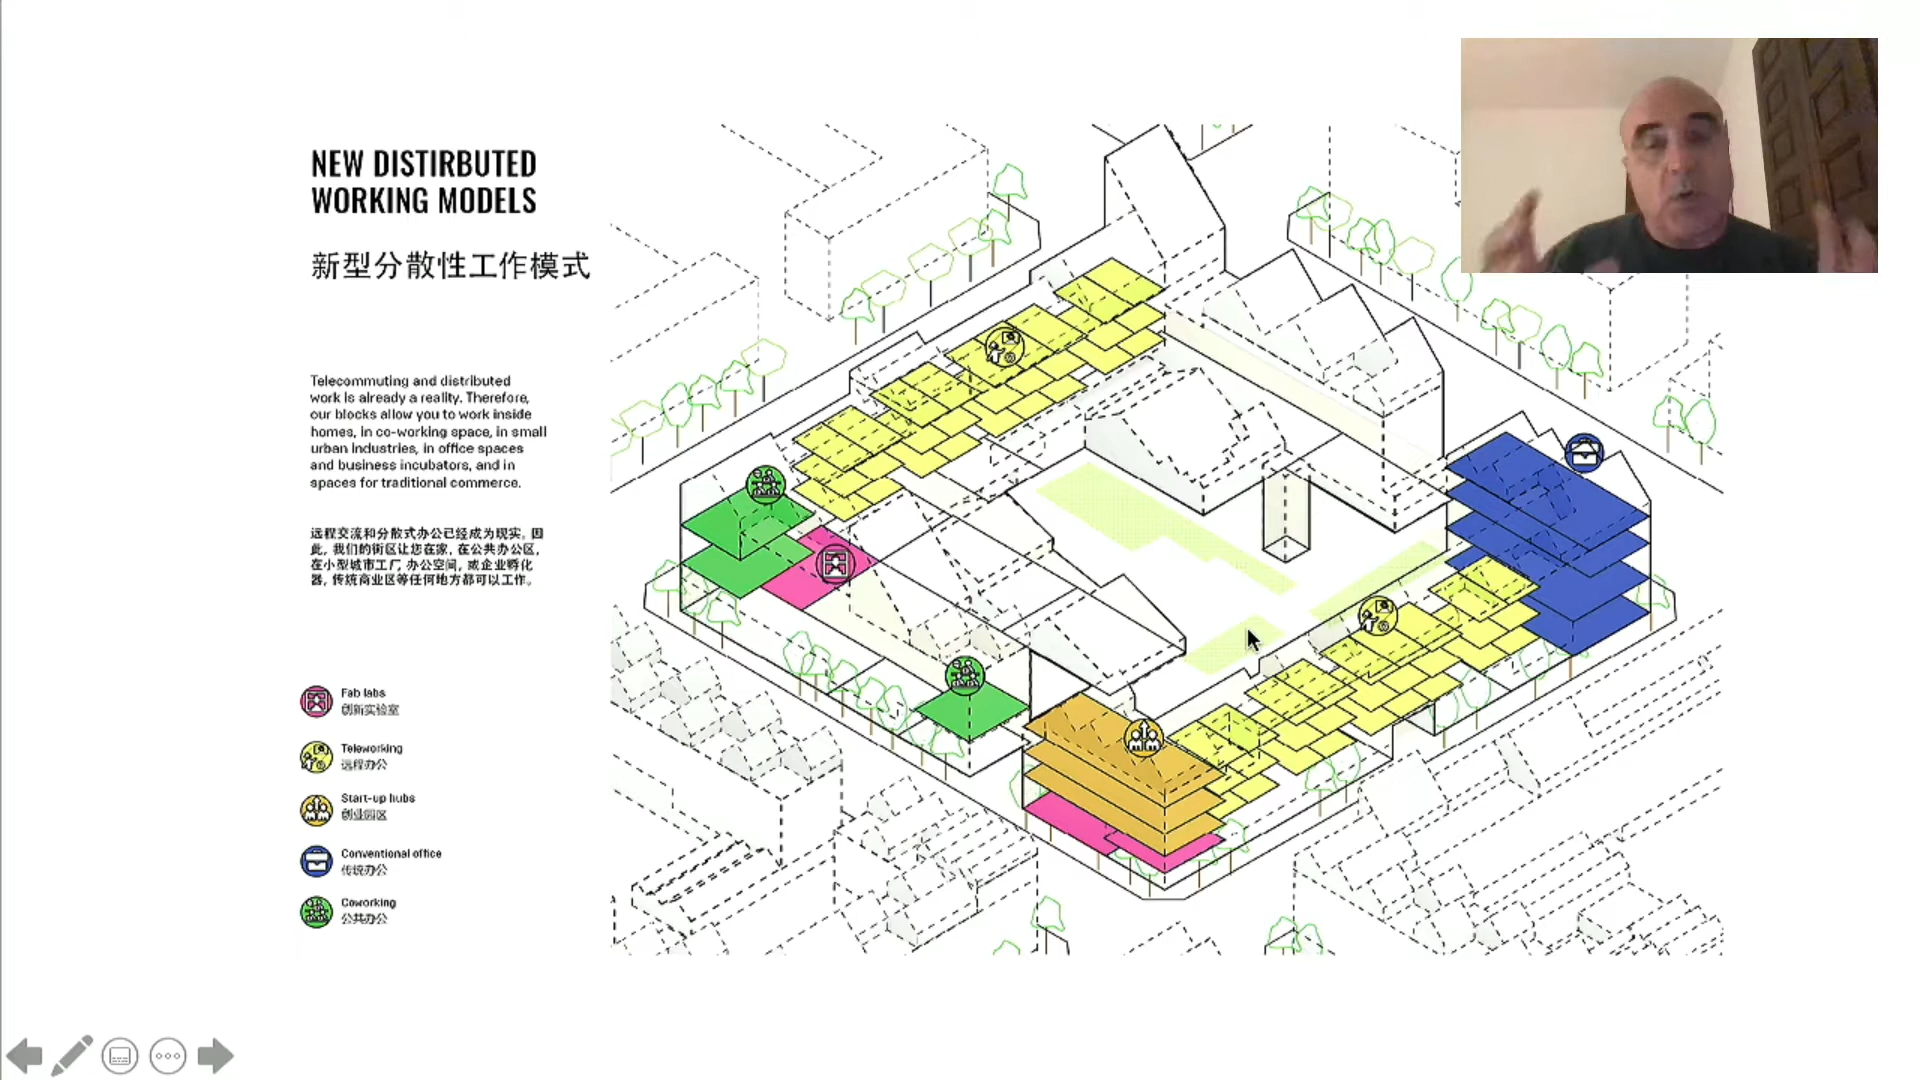 NEW DISTIRBUTED
WORKING MODELS
新型分散性工作模式
Telecommuting and distributed
work is already a reality. Therefore,
our blocks allow you to work inside
homes, in co-working space, in small
urban industries, in office spaces
and business incubators, and in
spaces for traditional commerce.
远程交流和分散式办公已经成为现实。因
此，我们的街区让您在家，在公共办公区，
在小型城市工厂，办公空间，或企业孵化
器，传统商业区等任何地方都可以工作。
Fab labs
创新实验室
Teleworking
远程办公
Start-up hubs
创业园区
Conventional office
传统办公
Coworking
公共办公